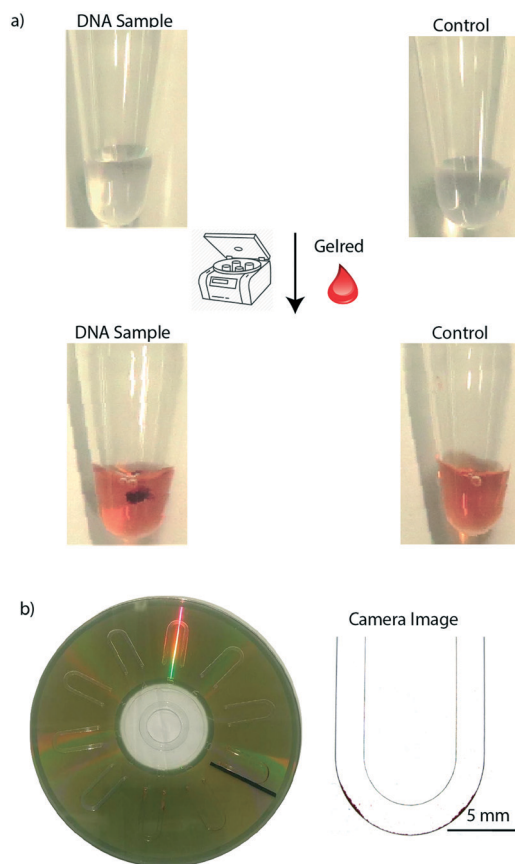 a)
DNA Sample
Control
Gelred
DNA Sample
Control
b)
Camera Image
5 mm